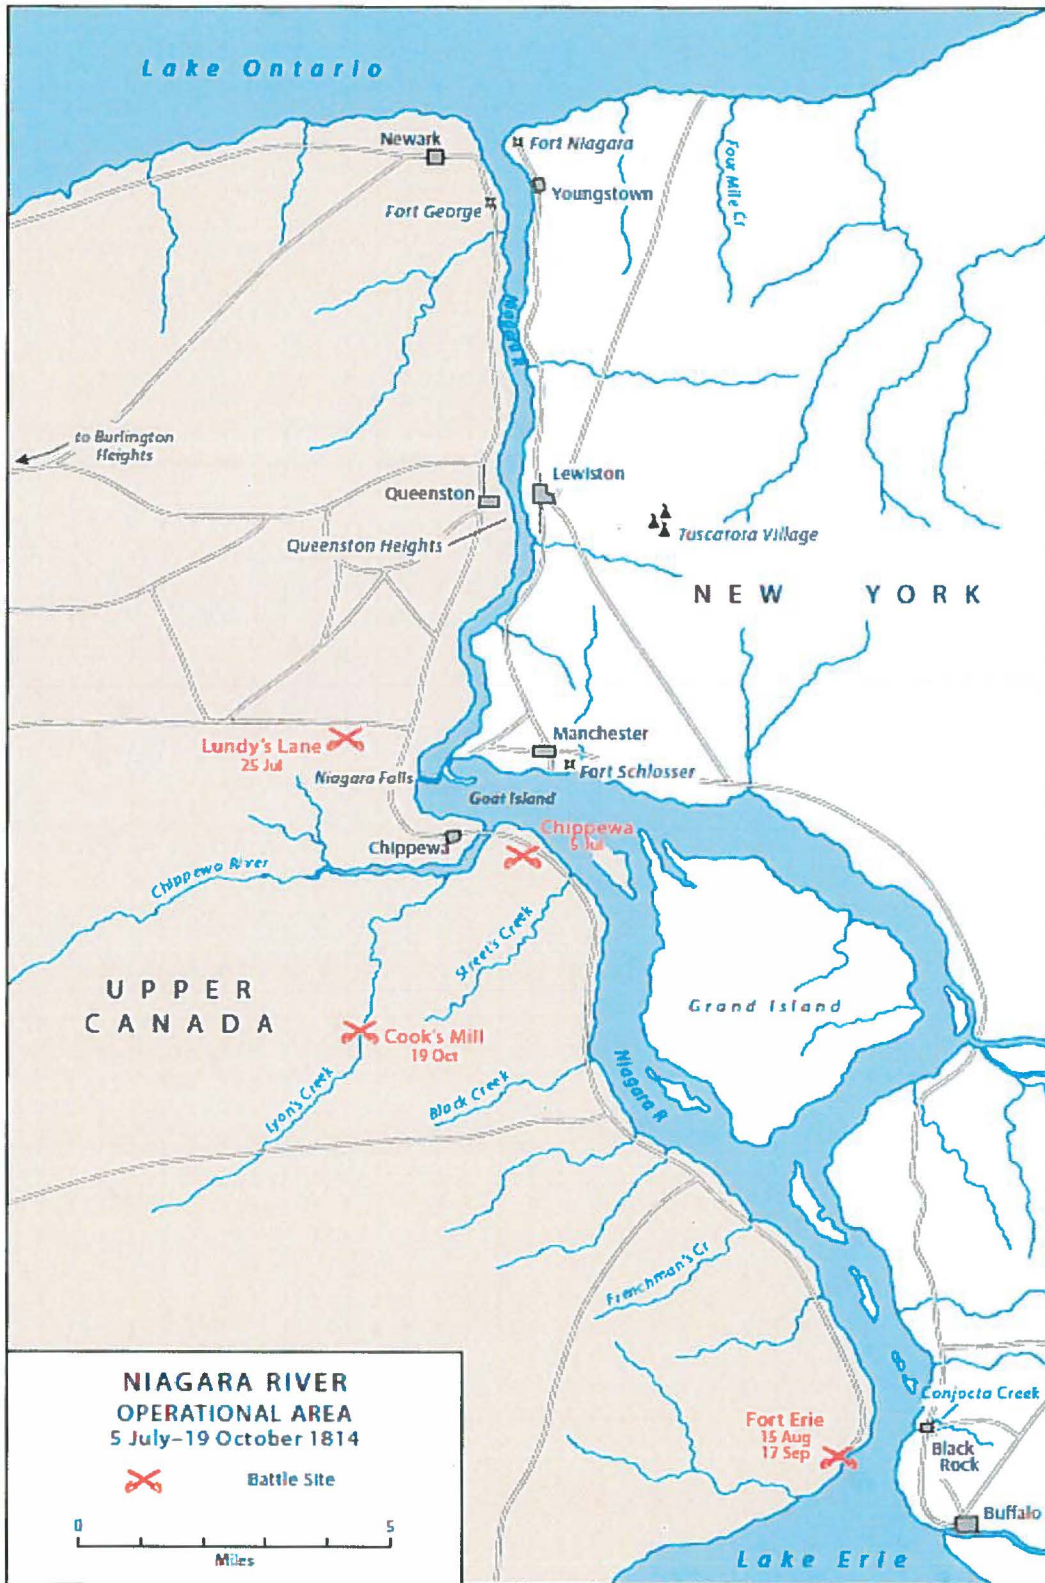 Lake Ontario
Newark
Fort Niagara
Youngstown
Four Mile Cr
Fort George
Niagara R
to Burlington
Heights
Lewiston
Queenston
Queenston Heights
Tuscarora Village
NEW YORK
Lundy's Lane
25 Jul
Manchester
Fort Schlosser
Niagara Falls
Goat Island
Chippewa
5 Jul
Chippewa
Chippewa River
Street's Creek
UPPER
CANADA
Grand Island
Cook's Mill
19 Oct
Niagara R
Lyon's Creek
Black Creek
Frenchman's Cr
NIAGARA RIVER
OPERATIONAL AREA
5 July–19 October 1814
Battle Site
0 5
Miles
Conjocta Creek
Fort Erie
15 Aug
17 Sep
Black
Rock
Buffalo
Lake Erie